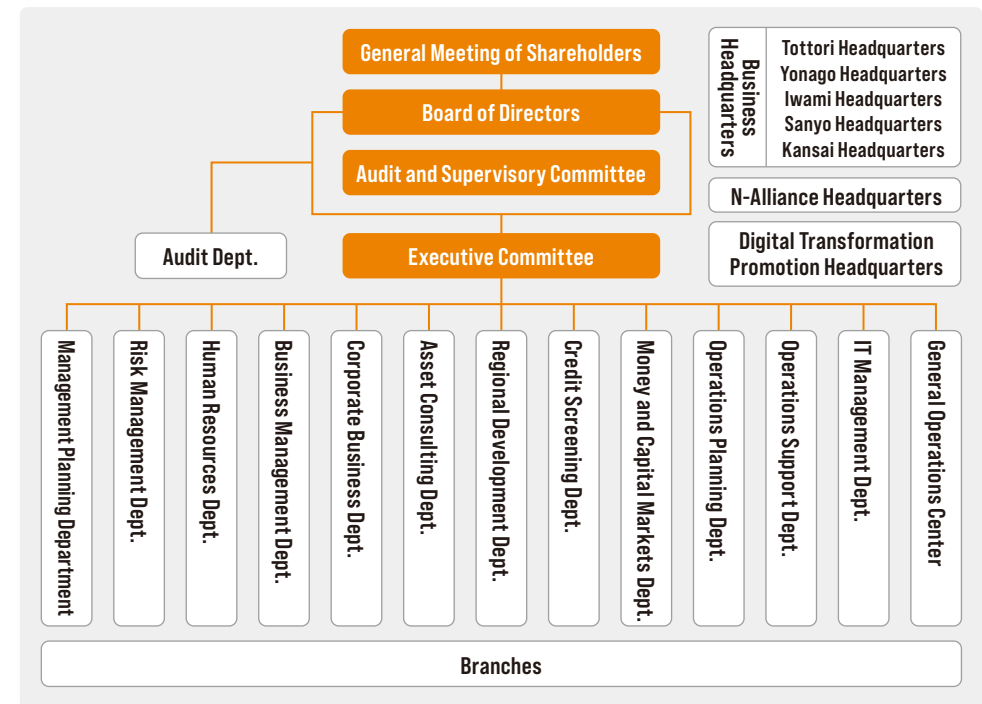 General Meeting of Shareholders
Board of Directors
Audit and Supervisory Committee
Audit Dept.
Executive Committee
Business
Headquarters
Tottori Headquarters
Yonago Headquarters
Iwami Headquarters
Sanyo Headquarters
Kansai Headquarters
N-Alliance Headquarters
Digital Transformation
Promotion Headquarters
Management Planning Department
Risk Management Dept.
Human Resources Dept.
Business Management Dept.
Corporate Business Dept.
Asset Consulting Dept.
Regional Development Dept.
Credit Screening Dept.
Money and Capital Markets Dept.
Operations Planning Dept.
Operations Support Dept.
IT Management Dept.
General Operations Center
Branches